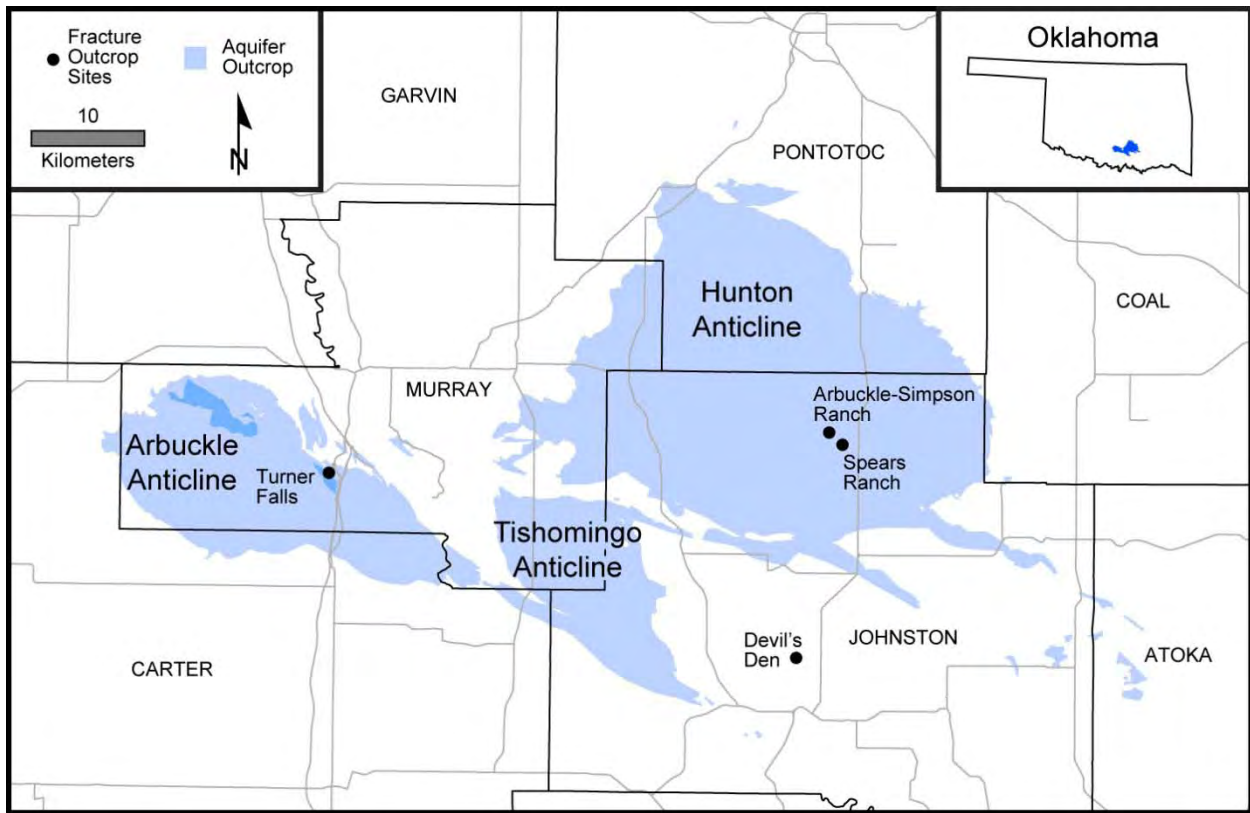 Fracture
Outcrop
Sites
Aquifer
Outcrop
10
Kilometers
N
Oklahoma
GARVIN
PONTOTOC
COAL
Hunton
Anticline
MURRAY
Arbuckle-Simpson
Ranch
Spears
Ranch
Arbuckle
Anticline
Turner
Falls
Tishomingo
Anticline
Devil's
Den
JOHNSTON
ATOKA
CARTER